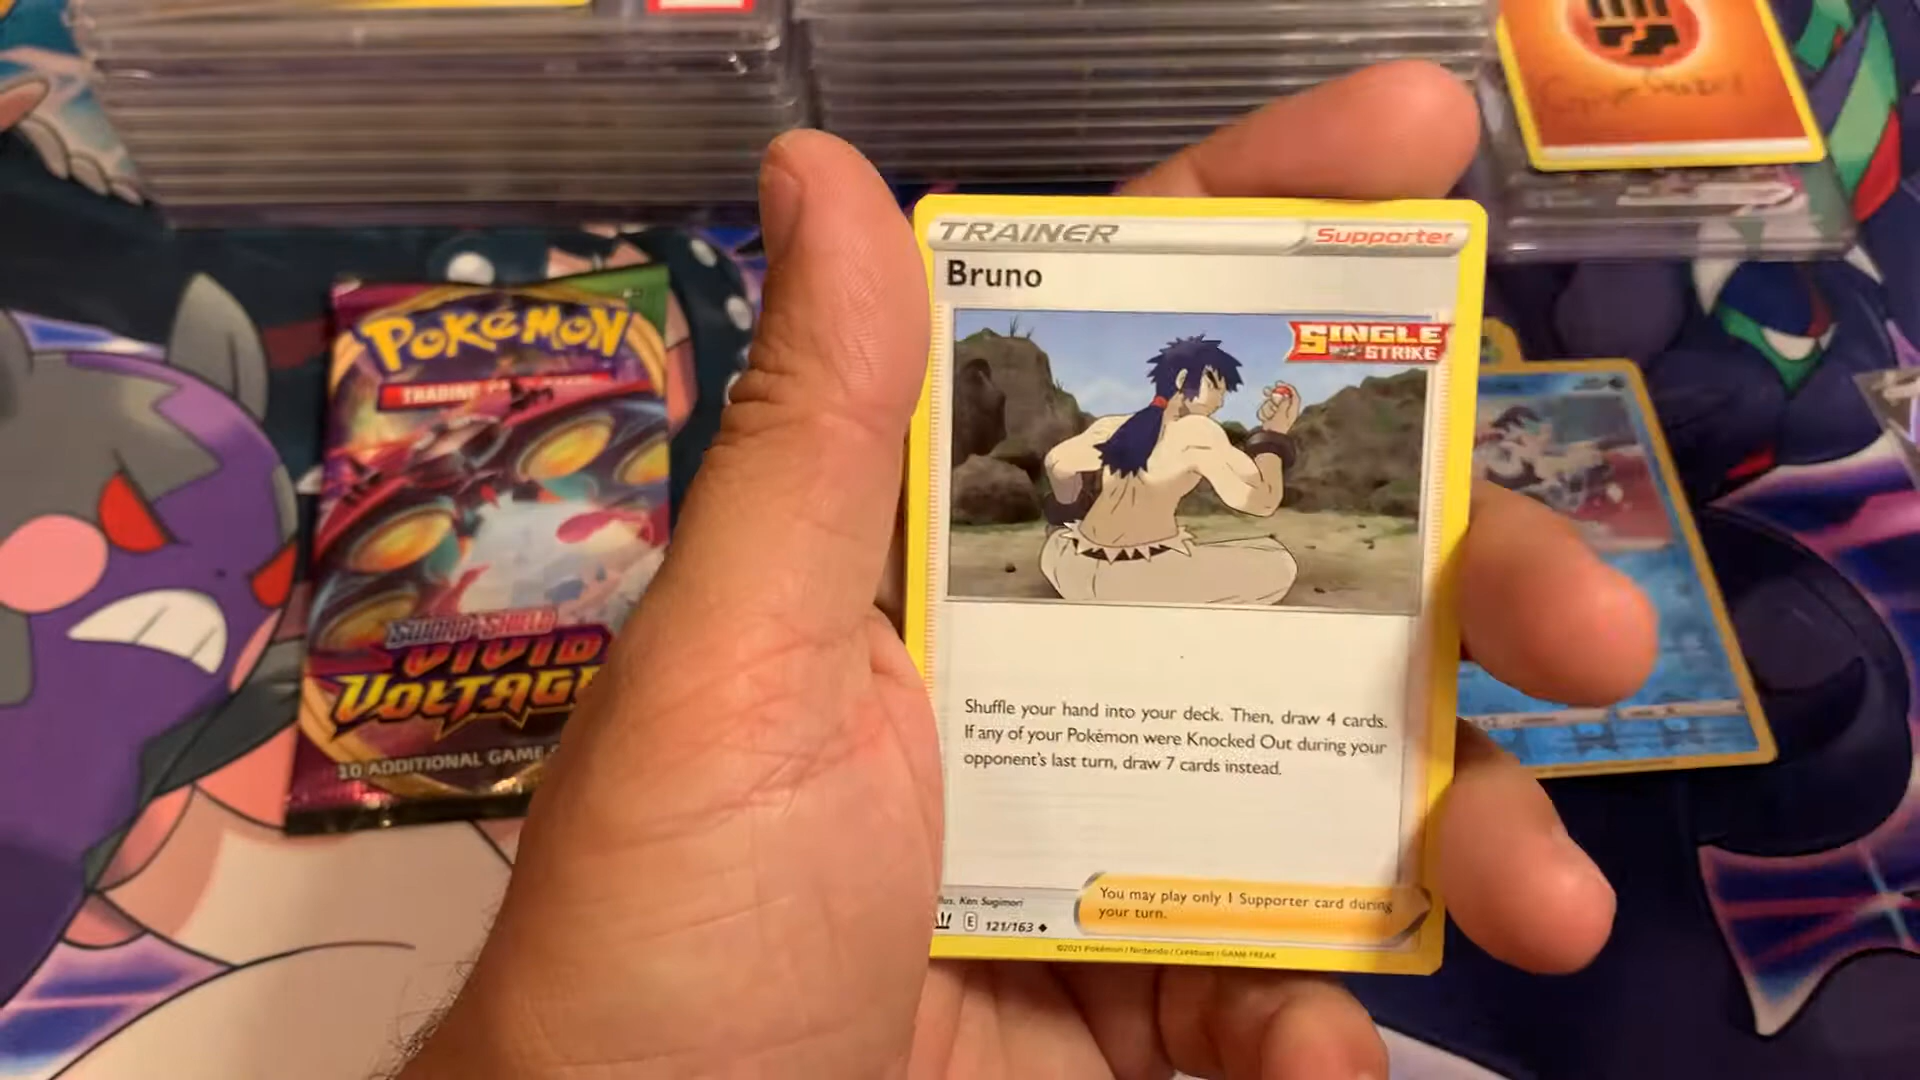 POKéMON
TRADING
SWORD & SHIELD
VIVID
VOLTAGE
10 ADDITIONAL GAME
TRAINER
Supporter
Bruno
SINGLE
STRIKE
Shuffle your hand into your deck. Then, draw 4 cards.
If any of your Pokémon were Knocked Out during your
opponent's last turn, draw 7 cards instead.
You may play only 1 Supporter card during
your turn.
Illus. Ken Sugimori
E 121/163
©2021 Pokémon / Nintendo / Creatures / GAME FREAK